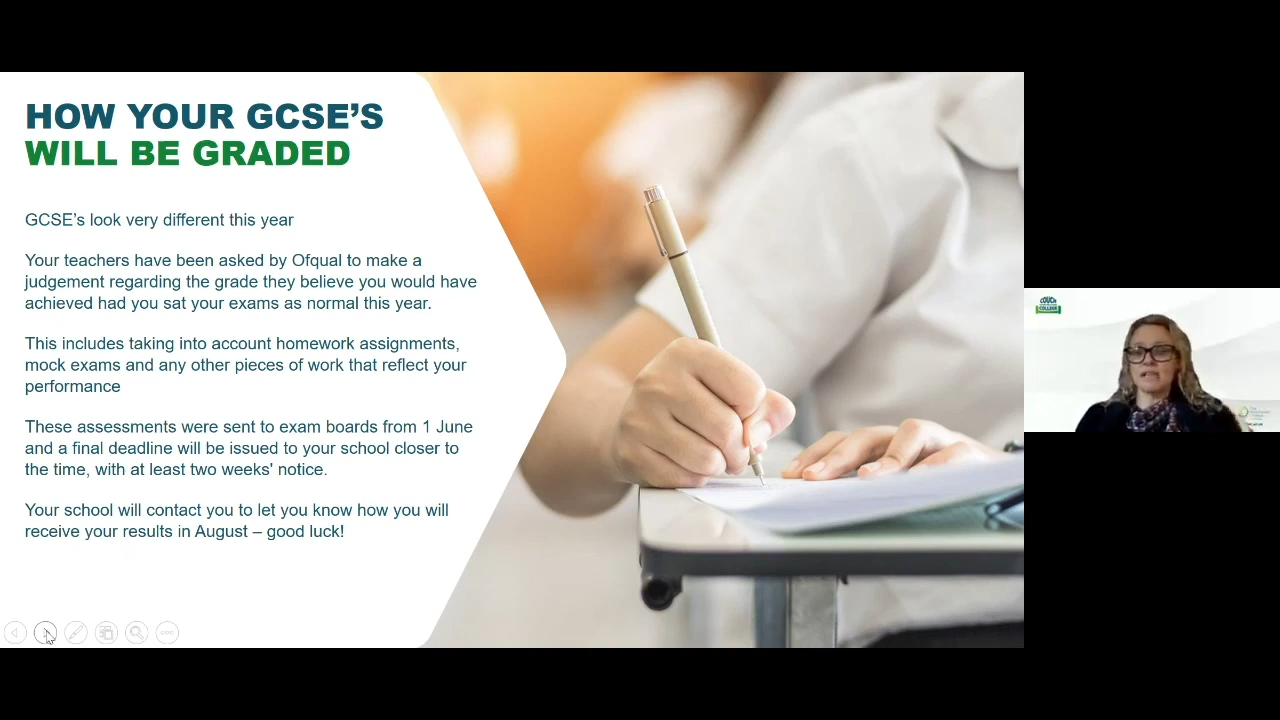 HOW YOUR GCSE’S
WILL BE GRADED
GCSE’s look very different this year
Your teachers have been asked by Ofqual to make a
judgement regarding the grade they believe you would have
achieved had you sat your exams as normal this year.
This includes taking into account homework assignments,
mock exams and any other pieces of work that reflect your
performance
These assessments were sent to exam boards from 1 June
and a final deadline will be issued to your school closer to
the time, with at least two weeks' notice.
Your school will contact you to let you know how you will
receive your results in August – good luck!
COUCH
COLLEGE